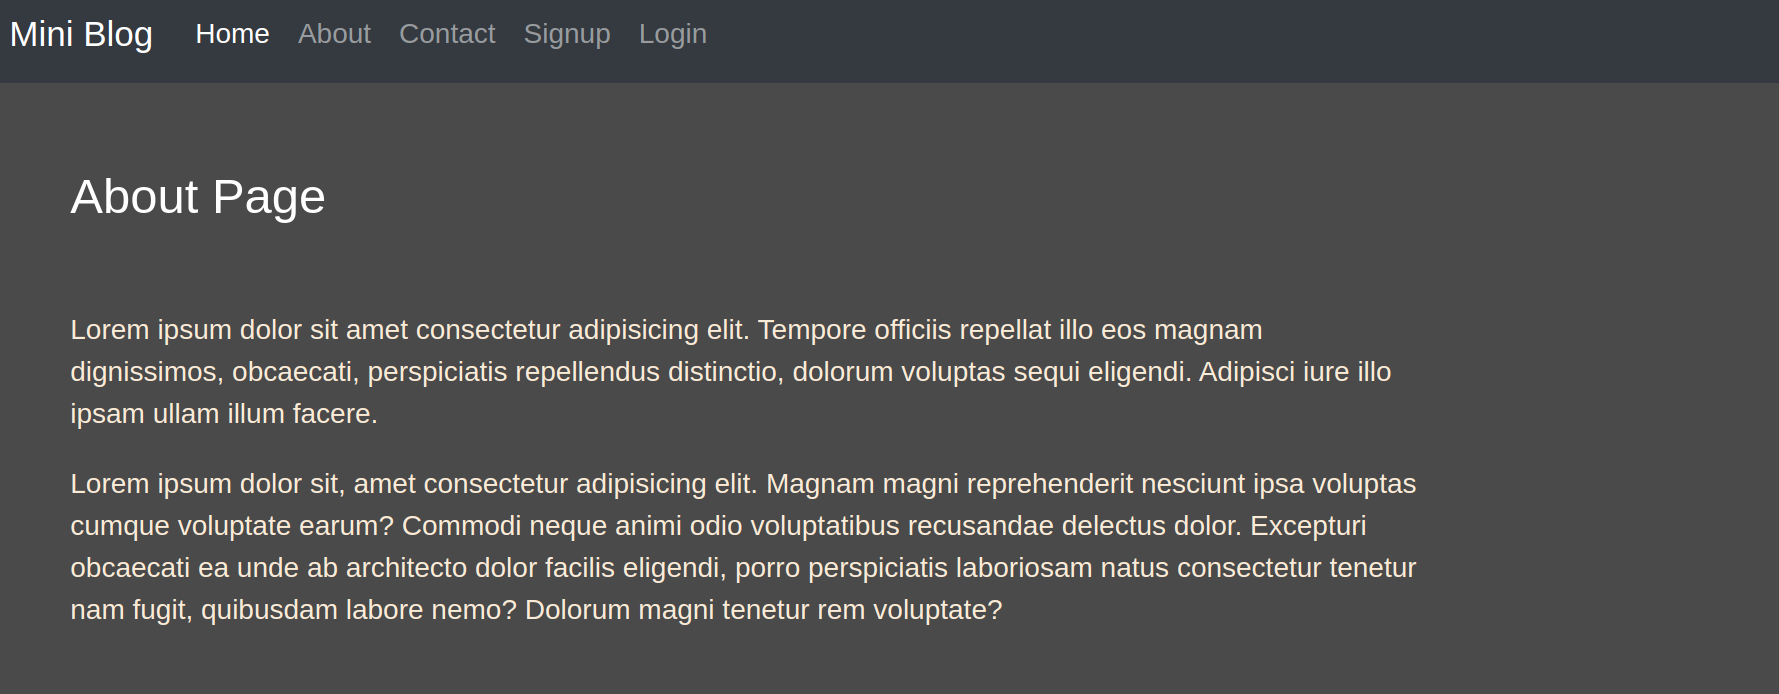 Mini Blog Home About Contact Signup Login
About Page
Lorem ipsum dolor sit amet consectetur adipisicing elit. Tempore officiis repellat illo eos magnam
dignissimos, obcaecati, perspiciatis repellendus distinctio, dolorum voluptas sequi eligendi. Adipisci iure illo
ipsam ullam illum facere.
Lorem ipsum dolor sit, amet consectetur adipisicing elit. Magnam magni reprehenderit nesciunt ipsa voluptas
cumque voluptate earum? Commodi neque animi odio voluptatibus recusandae delectus dolor. Excepturi
obcaecati ea unde ab architecto dolor facilis eligendi, porro perspiciatis laboriosam natus consectetur tenetur
nam fugit, quibusdam labore nemo? Dolorum magni tenetur rem voluptate?